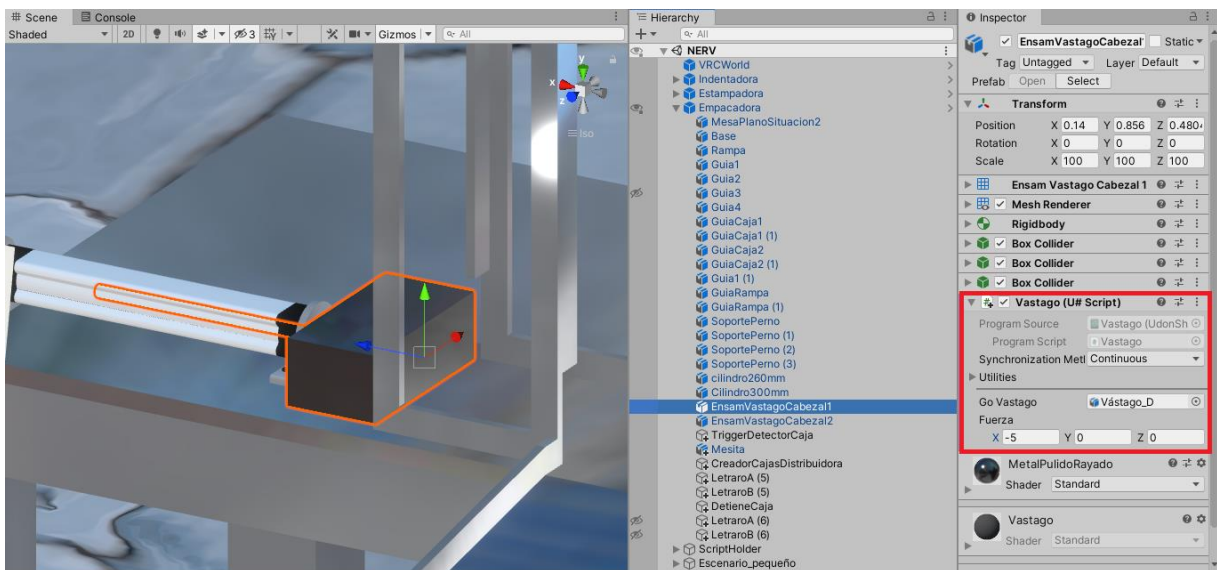 Scene Console
Shaded 2D 3 Gizmos All
Hierarchy
All
NERV
VRCWorld
Indentadora
Estampadora
Empacadora
MesaPlanoSituacion2
Base
Rampa
Guia1
Guia2
Guia3
Guia4
GuiaCaja1
GuiaCaja1 (1)
GuiaCaja2
GuiaCaja2 (1)
Guia1 (1)
GuiaRampa
GuiaRampa (1)
SoportePerno
SoportePerno (1)
SoportePerno (2)
SoportePerno (3)
cilindro260mm
Cilindro300mm
EnsamVastagoCabezal1
EnsamVastagoCabezal2
TriggerDetectorCaja
Mesita
CreadorCajasDistribuidora
LetraroA (5)
LetraroB (5)
DetieneCaja
LetraroA (6)
LetraroB (6)
ScriptHolder
Escenario_pequeño
y
x
z
Iso
Inspector
EnsamVastagoCabezal Static
Tag Untagged Layer Default
Prefab Open Select
Transform
Position X 0.14 Y 0.856 Z 0.480
Rotation X 0 Y 0 Z 0
Scale X 100 Y 100 Z 100
Ensam Vastago Cabezal 1
Mesh Renderer
Rigidbody
Box Collider
Box Collider
Box Collider
Vastago (U# Script)
Program Source Vastago (UdonSh
Program Script Vastago
Synchronization Metl Continuous
Utilities
Go Vastago Vástago_D
Fuerza
X -5 Y 0 Z 0
MetalPulidoRayado
Shader Standard
Vastago
Shader Standard